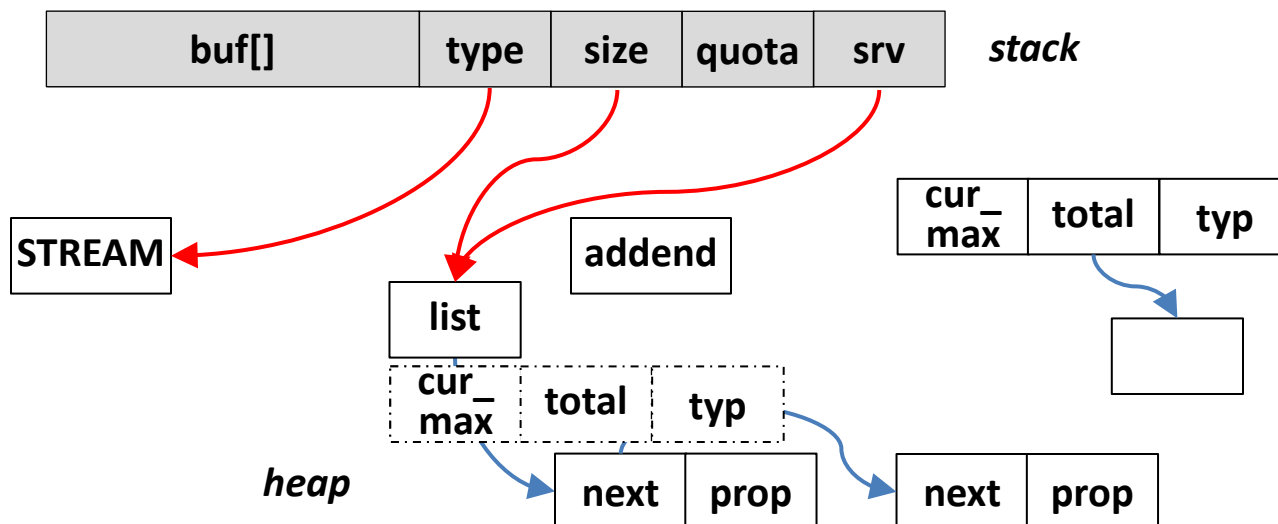 buf[] type size quota srv stack
cur_
max total typ
STREAM addend
list
cur_
max total typ
heap next prop next prop